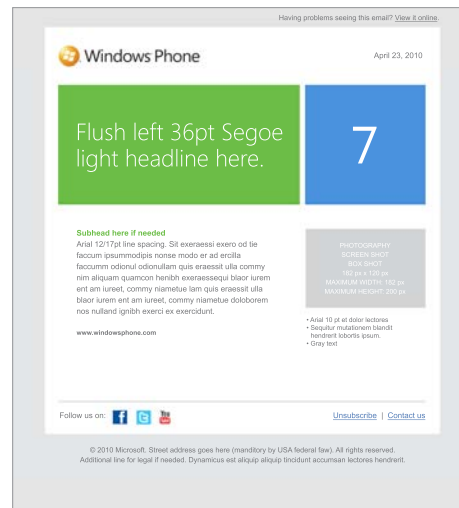 Having problems seeing this email? View it online.
Windows Phone
April 23, 2010
Flush left 36pt Segoe
light headline here.
7
Subhead here if needed
Arial 12/17pt line spacing. Sit exeraessi exero od tie
faccum ipsummodipis nonse modo er ad ercilla
faccumm odionul odionullam quis eraessit ulla commy
nim aliquam quamcon henibh exeraessequi blaor iurem
ent am iureet, commy niametue lam quis eraessit ulla
blaor iurem ent am iureet, commy niametue doloborem
nos nulland ignibh exerci ex exercidunt.
www.windowsphone.com
PHOTOGRAPHY
SCREEN SHOT
BOX SHOT
182 px x 120 px
MAXIMUM WIDTH: 182 px
MAXIMUM HEIGHT: 200 px
• Arial 10 pt et dolor lectores
• Sequitur mutationem blandit
hendrerit lobortis ipsum.
• Gray text
Follow us on: You Tube
Unsubscribe | Contact us
© 2010 Microsoft. Street address goes here (manditory by USA federal faw). All rights reserved.
Additional line for legal if needed. Dynamicus est aliquip aliquip tincidunt accumsan lectores hendrerit.